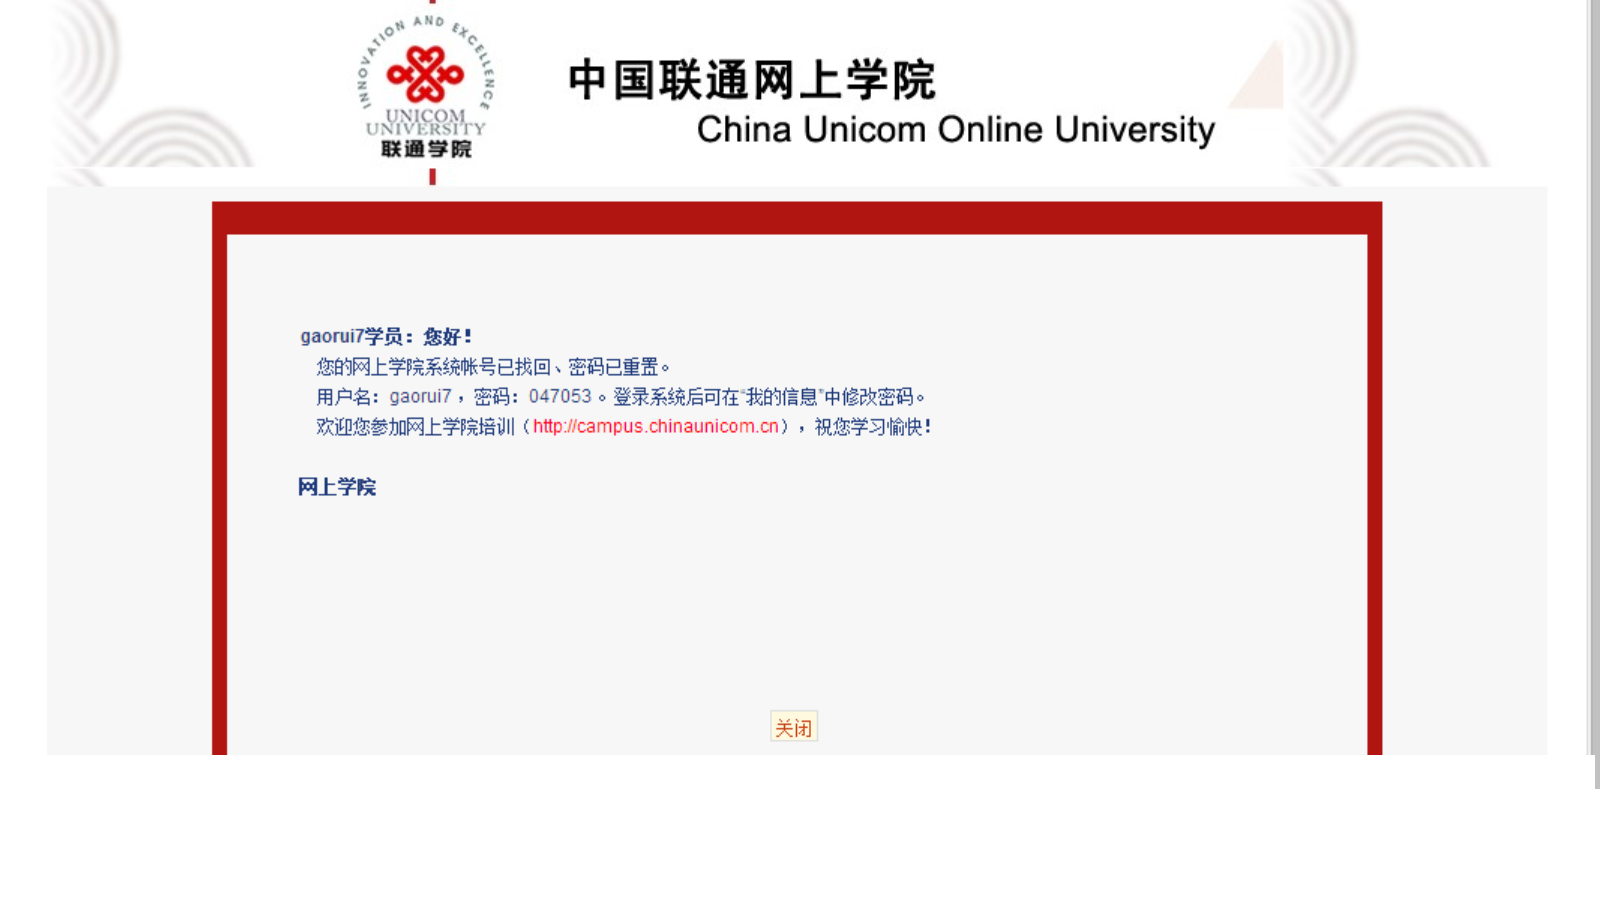 INNOVATION AND EXCELLENCE
UNICOM
UNIVERSITY
联通学院
中国联通网上学院
China Unicom Online University
gaorui7学员：您好！
您的网上学院系统帐号已找回、密码已重置。
用户名：gaorui7，密码：047053。登录系统后可在“我的信息”中修改密码。
欢迎您参加网上学院培训（http://campus.chinaunicom.cn），祝您学习愉快！
网上学院
关闭